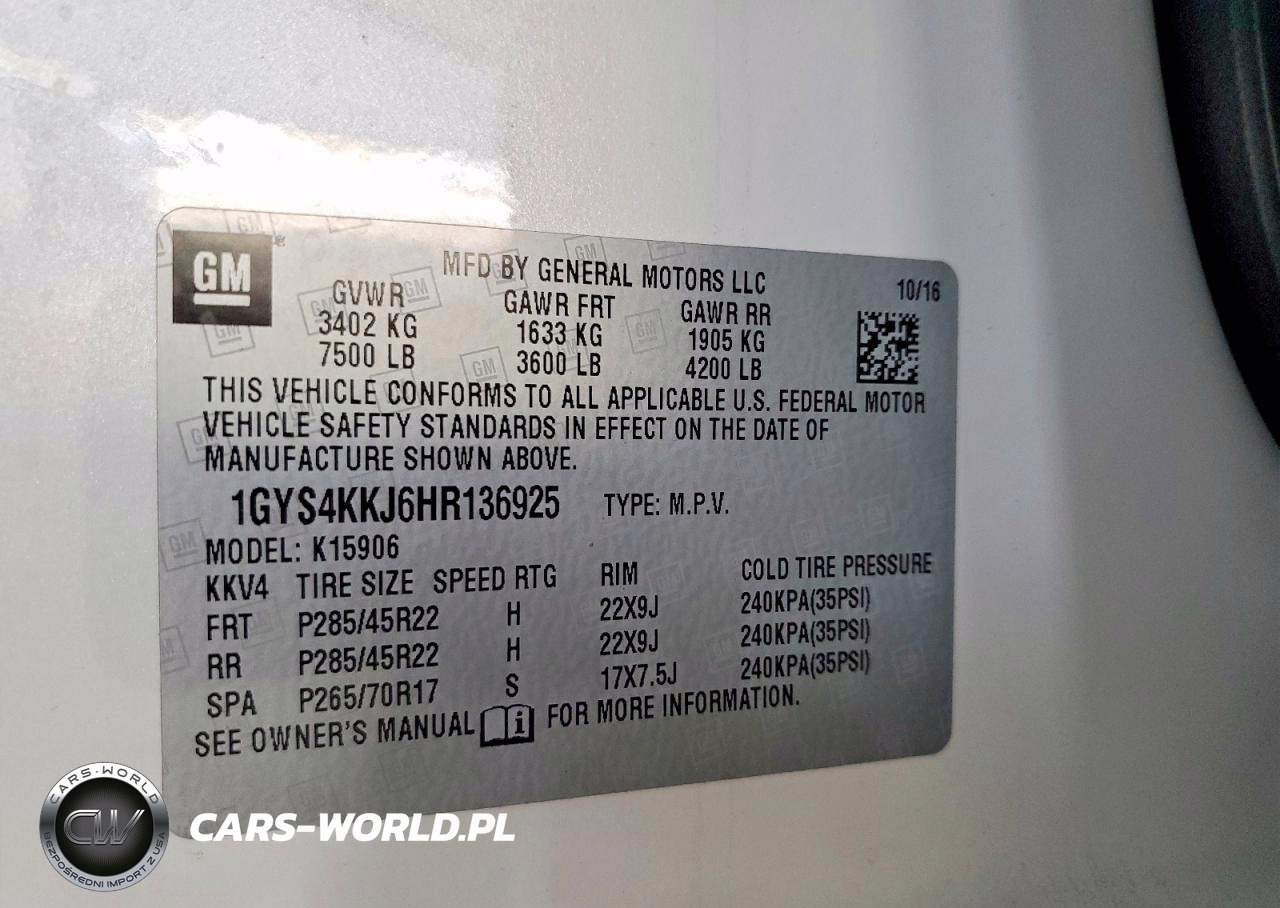 GM
MFD BY GENERAL MOTORS LLC
10/16
GVWR GAWR FRT GAWR RR
3402 KG 1633 KG 1905 KG
7500 LB 3600 LB 4200 LB
THIS VEHICLE CONFORMS TO ALL APPLICABLE U.S. FEDERAL MOTOR
VEHICLE SAFETY STANDARDS IN EFFECT ON THE DATE OF
MANUFACTURE SHOWN ABOVE.
1GYS4KKJ6HR136925 TYPE: M.P.V.
MODEL: K15906
KKV4 TIRE SIZE SPEED RTG RIM COLD TIRE PRESSURE
FRT P285/45R22 H 22X9J 240KPA(35PSI)
RR P285/45R22 H 22X9J 240KPA(35PSI)
SPA P265/70R17 S 17X7.5J 240KPA(35PSI)
SEE OWNER'S MANUAL FOR MORE INFORMATION.
CARS-WORLD
CW
BEZPOŚREDNI IMPORT Z USA
CARS-WORLD.PL